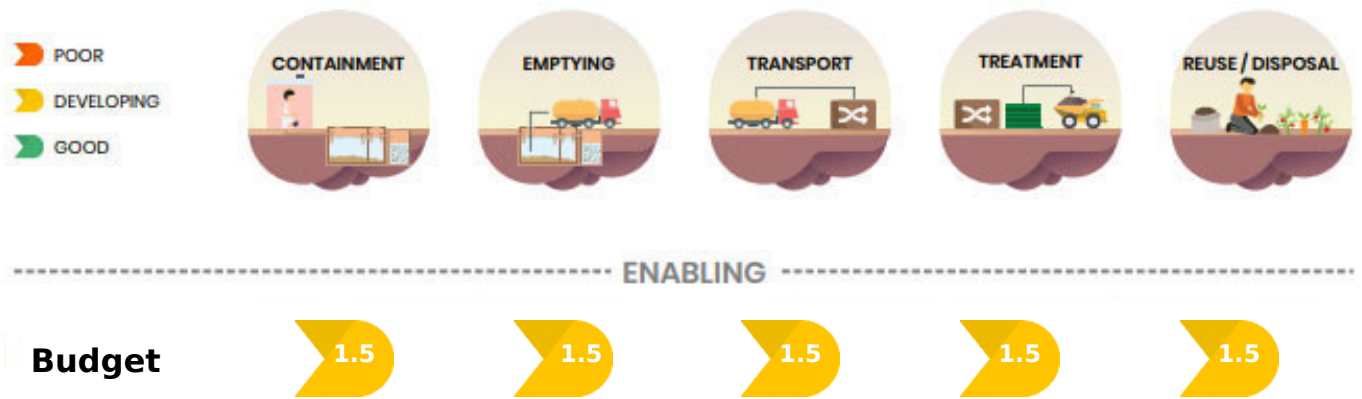 POOR
DEVELOPING
GOOD
CONTAINMENT
EMPTYING
TRANSPORT
TREATMENT
REUSE / DISPOSAL
ENABLING
Budget 1.5 1.5 1.5 1.5 1.5